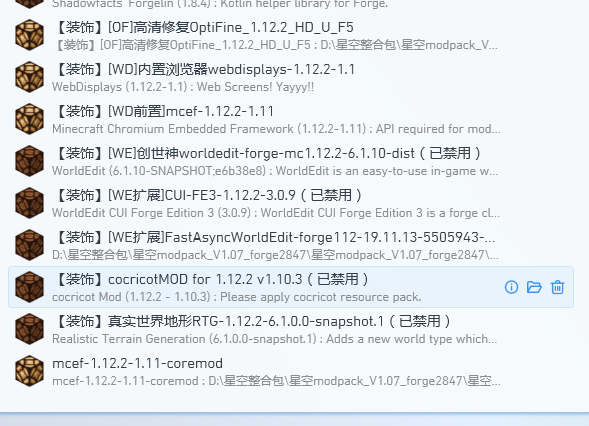 Shadowfacts' Forgelin (1.8.4) : Kotlin helper library for Forge.
【装饰】[OF]高清修复OptiFine_1.12.2_HD_U_F5
【装饰】[OF]高清修复OptiFine_1.12.2_HD_U_F5 : D:\星空整合包\星空modpack_V...
【装饰】[WD]内置浏览器webdisplays-1.12.2-1.1
WebDisplays (1.12.2-1.1) : Web Screens! Yayyy!!
【装饰】[WD前置]mcef-1.12.2-1.11
Minecraft Chromium Embedded Framework (1.12.2-1.11) : API required for mod...
【装饰】[WE]创世神worldedit-forge-mc1.12.2-6.1.10-dist（已禁用）
WorldEdit (6.1.10-SNAPSHOT;e6b38e8) : WorldEdit is an easy-to-use in-game w...
【装饰】[WE扩展]CUI-FE3-1.12.2-3.0.9（已禁用）
WorldEdit CUI Forge Edition 3 (3.0.9) : WorldEdit CUI Forge Edition 3 is a forge cl...
【装饰】[WE扩展]FastAsyncWorldEdit-forge112-19.11.13-5505943-...
D:\星空整合包\星空modpack_V1.07_forge2847\星空modpack_V1.07_forge2847\...
【装饰】cocricotMOD for 1.12.2 v1.10.3（已禁用）
cocricot Mod (1.12.2 - 1.10.3) : Please apply cocricot resource pack.
【装饰】真实世界地形RTG-1.12.2-6.1.0.0-snapshot.1（已禁用）
Realistic Terrain Generation (6.1.0.0-snapshot.1) : Adds a new world type which...
mcef-1.12.2-1.11-coremod
mcef-1.12.2-1.11-coremod : D:\星空整合包\星空modpack_V1.07_forge2847\星空...